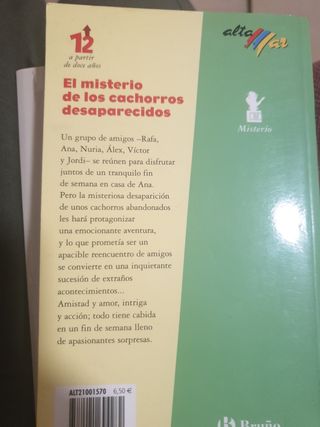 12
a partir
de doce años
alta
Mar
El misterio
de los cachorros
desaparecidos
Misterio
Un grupo de amigos –Rafa,
Ana, Nuria, Álex, Víctor
y Jordi– se reúnen para disfrutar
juntos de un tranquilo fin
de semana en casa de Ana.
Pero la misteriosa desaparición
de unos cachorros abandonados
les hará protagonizar
una emocionante aventura,
y lo que prometía ser un
apacible reencuentro de amigos
se convierte en una inquietante
sucesión de extraños
acontecimientos...
Amistad y amor, intriga
y acción; todo tiene cabida
en un fin de semana lleno
de apasionantes sorpresas.
ALT21001570 6,50 €
Bruño